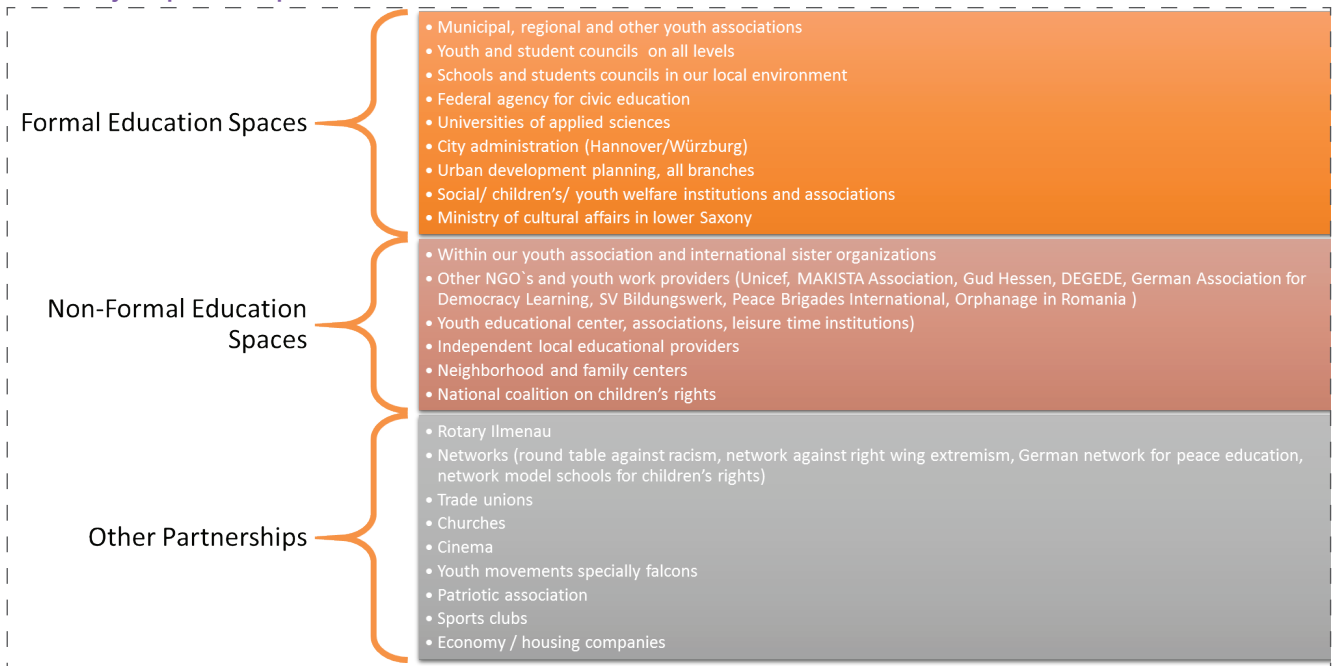 Formal Education Spaces
• Municipal, regional and other youth associations
• Youth and student councils on all levels
• Schools and students councils in our local environment
• Federal agency for civic education
• Universities of applied sciences
• City administration (Hannover/Würzburg)
• Urban development planning, all branches
• Social/ children's/ youth welfare institutions and associations
• Ministry of cultural affairs in lower Saxony
Non-Formal Education
Spaces
• Within our youth association and international sister organizations
• Other NGO`s and youth work providers (Unicef, MAKISTA Association, Gud Hessen, DEGEDE, German Association for
Democracy Learning, SV Bildungswerk, Peace Brigades International, Orphanage in Romania )
• Youth educational center, associations, leisure time institutions)
• Independent local educational providers
• Neighborhood and family centers
• National coalition on children's rights
Other Partnerships
• Rotary Ilmenau
• Networks (round table against racism, network against right wing extremism, German network for peace education,
network model schools for children's rights)
• Trade unions
• Churches
• Cinema
• Youth movements specially falcons
• Patriotic association
• Sports clubs
• Economy / housing companies